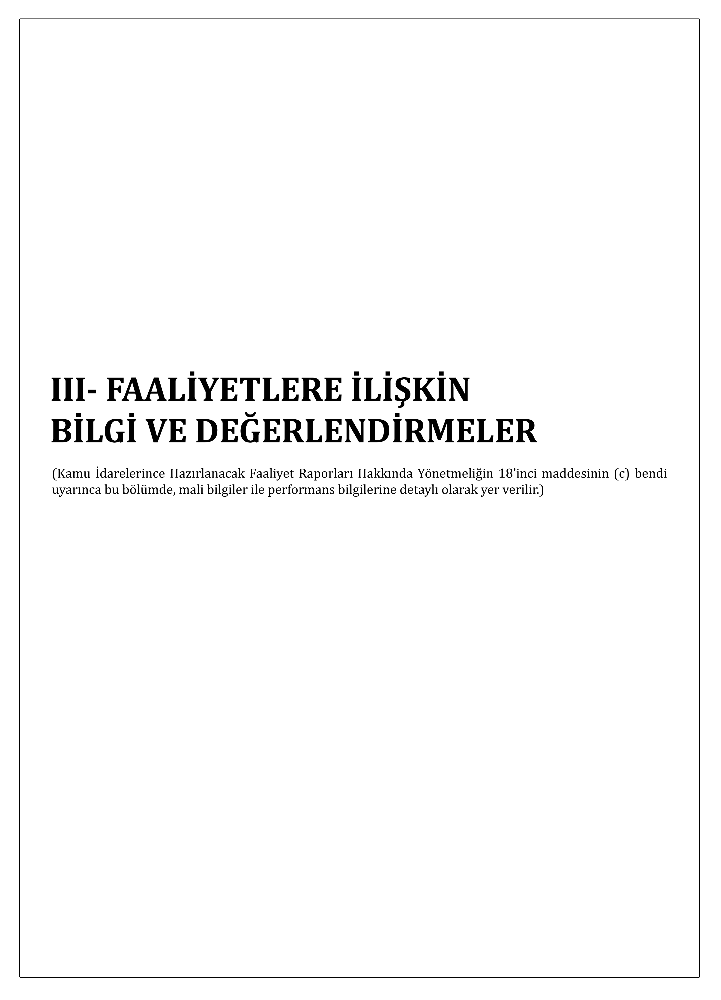 III- FAALİYETLERE İLİŞKİN
BİLGİ VE DEĞERLENDİRMELER
(Kamu İdarelerince Hazırlanacak Faaliyet Raporları Hakkında Yönetmeliğin 18’inci maddesinin (c) bendi
uyarınca bu bölümde, mali bilgiler ile performans bilgilerine detaylı olarak yer verilir.)